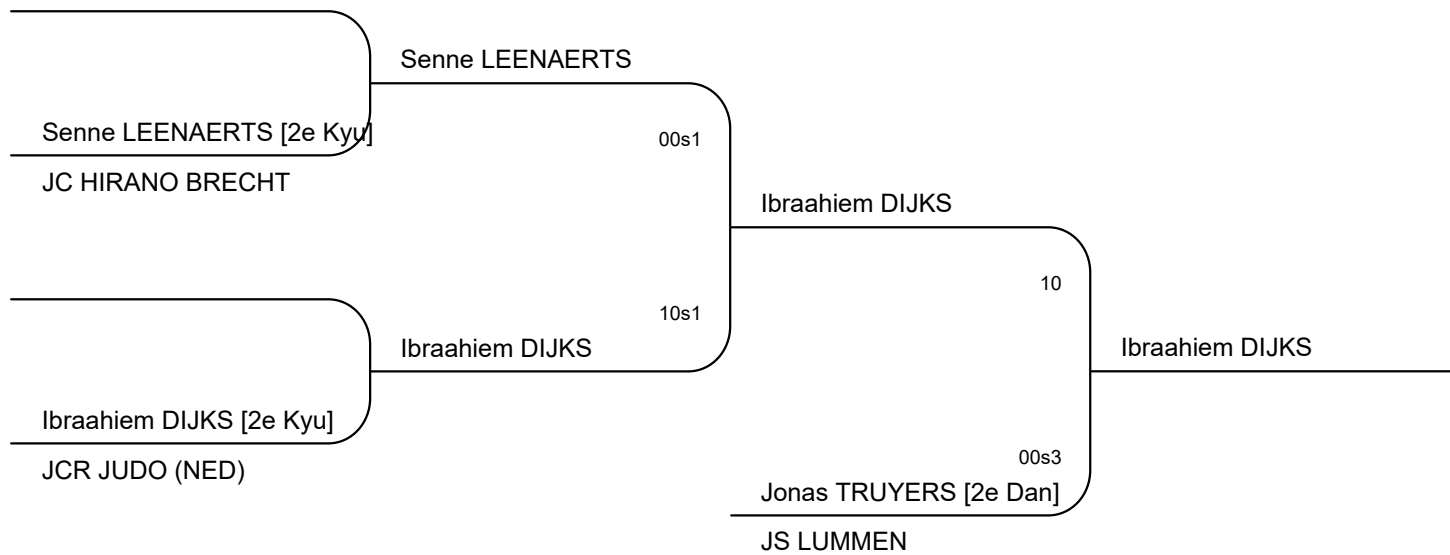 Senne LEENAERTS
Senne LEENAERTS [2e Kyu]
00s1
JC HIRANO BRECHT
Ibraahiem DIJKS
10
10s1
Ibraahiem DIJKS
Ibraahiem DIJKS
Ibraahiem DIJKS [2e Kyu]
00s3
JCR JUDO (NED)
Jonas TRUYERS [2e Dan]
JS LUMMEN